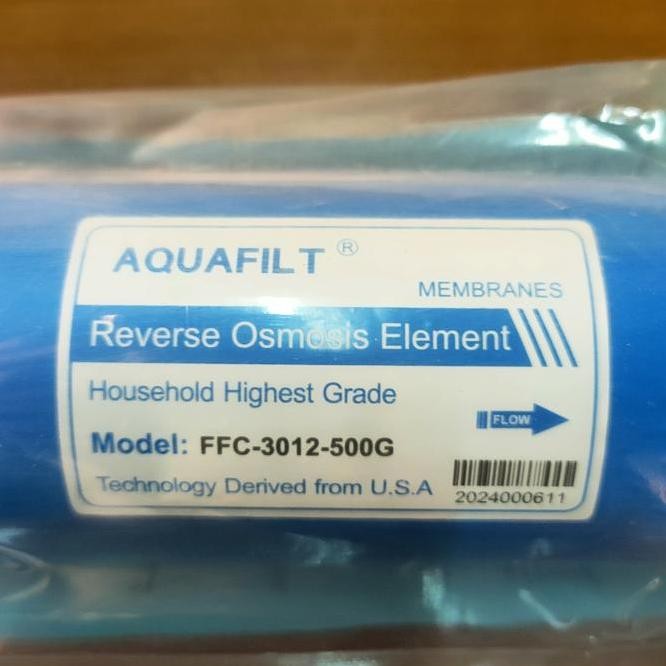 AQUAFILT ®
MEMBRANES
Reverse Osmosis Element
Household Highest Grade
FLOW
Model: FFC-3012-500G
Technology Derived from U.S.A
2024000611